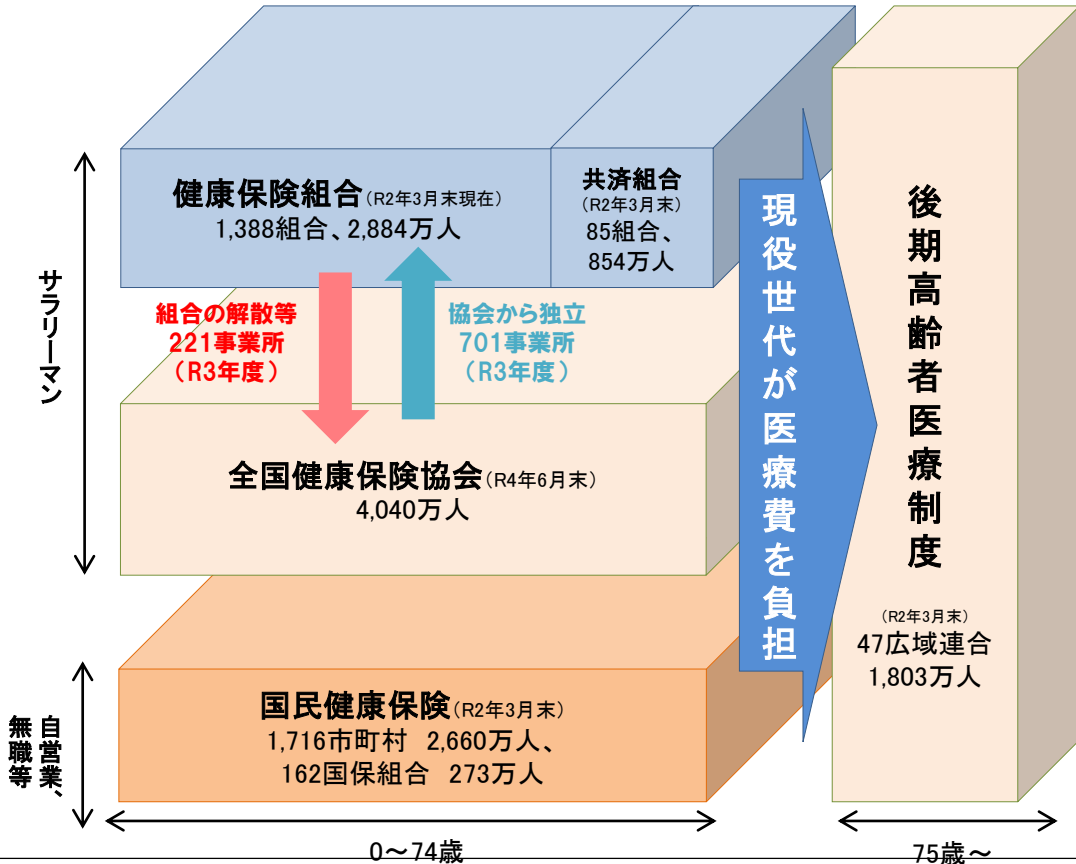 サラリーマン
健康保険組合(R2年3月末現在)
1,388組合、2,884万人
共済組合
(R2年3月末)
85組合、
854万人
組合の解散等
221事業所
(R3年度)
協会から独立
701事業所
(R3年度)
全国健康保険協会(R4年6月末)
4,040万人
自営業、
無職等
国民健康保険(R2年3月末)
1,716市町村 2,660万人、
162国保組合 273万人
0～74歳
現役世代が医療費を負担
後期高齢者医療制度
(R2年3月末)
47広域連合
1,803万人
75歳～